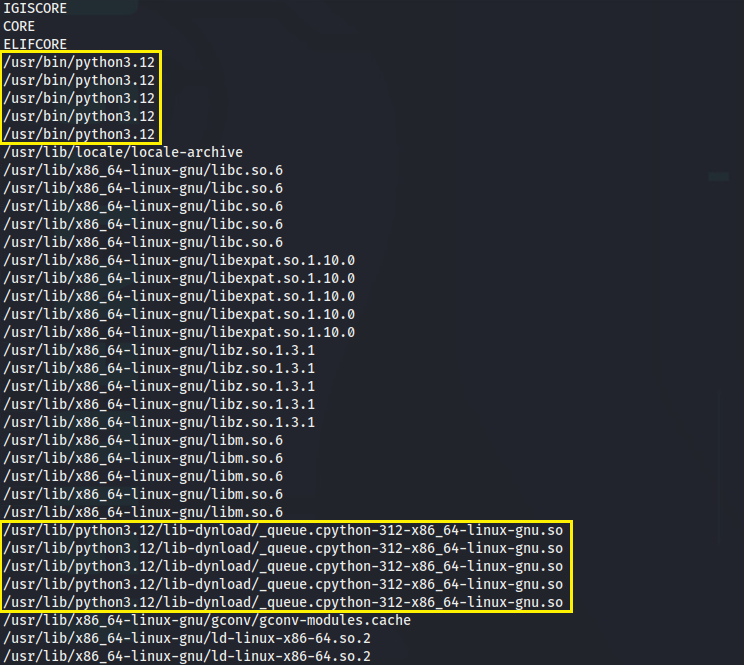 IGISCORE
CORE
ELIFCORE
/usr/bin/python3.12
/usr/bin/python3.12
/usr/bin/python3.12
/usr/bin/python3.12
/usr/bin/python3.12
/usr/lib/locale/locale-archive
/usr/lib/x86_64-linux-gnu/libc.so.6
/usr/lib/x86_64-linux-gnu/libc.so.6
/usr/lib/x86_64-linux-gnu/libc.so.6
/usr/lib/x86_64-linux-gnu/libc.so.6
/usr/lib/x86_64-linux-gnu/libc.so.6
/usr/lib/x86_64-linux-gnu/libexpat.so.1.10.0
/usr/lib/x86_64-linux-gnu/libexpat.so.1.10.0
/usr/lib/x86_64-linux-gnu/libexpat.so.1.10.0
/usr/lib/x86_64-linux-gnu/libexpat.so.1.10.0
/usr/lib/x86_64-linux-gnu/libexpat.so.1.10.0
/usr/lib/x86_64-linux-gnu/libz.so.1.3.1
/usr/lib/x86_64-linux-gnu/libz.so.1.3.1
/usr/lib/x86_64-linux-gnu/libz.so.1.3.1
/usr/lib/x86_64-linux-gnu/libz.so.1.3.1
/usr/lib/x86_64-linux-gnu/libz.so.1.3.1
/usr/lib/x86_64-linux-gnu/libm.so.6
/usr/lib/x86_64-linux-gnu/libm.so.6
/usr/lib/x86_64-linux-gnu/libm.so.6
/usr/lib/x86_64-linux-gnu/libm.so.6
/usr/lib/x86_64-linux-gnu/libm.so.6
/usr/lib/python3.12/lib-dynload/_queue.cpython-312-x86_64-linux-gnu.so
/usr/lib/python3.12/lib-dynload/_queue.cpython-312-x86_64-linux-gnu.so
/usr/lib/python3.12/lib-dynload/_queue.cpython-312-x86_64-linux-gnu.so
/usr/lib/python3.12/lib-dynload/_queue.cpython-312-x86_64-linux-gnu.so
/usr/lib/python3.12/lib-dynload/_queue.cpython-312-x86_64-linux-gnu.so
/usr/lib/x86_64-linux-gnu/gconv/gconv-modules.cache
/usr/lib/x86_64-linux-gnu/ld-linux-x86-64.so.2
/usr/lib/x86_64-linux-gnu/ld-linux-x86-64.so.2